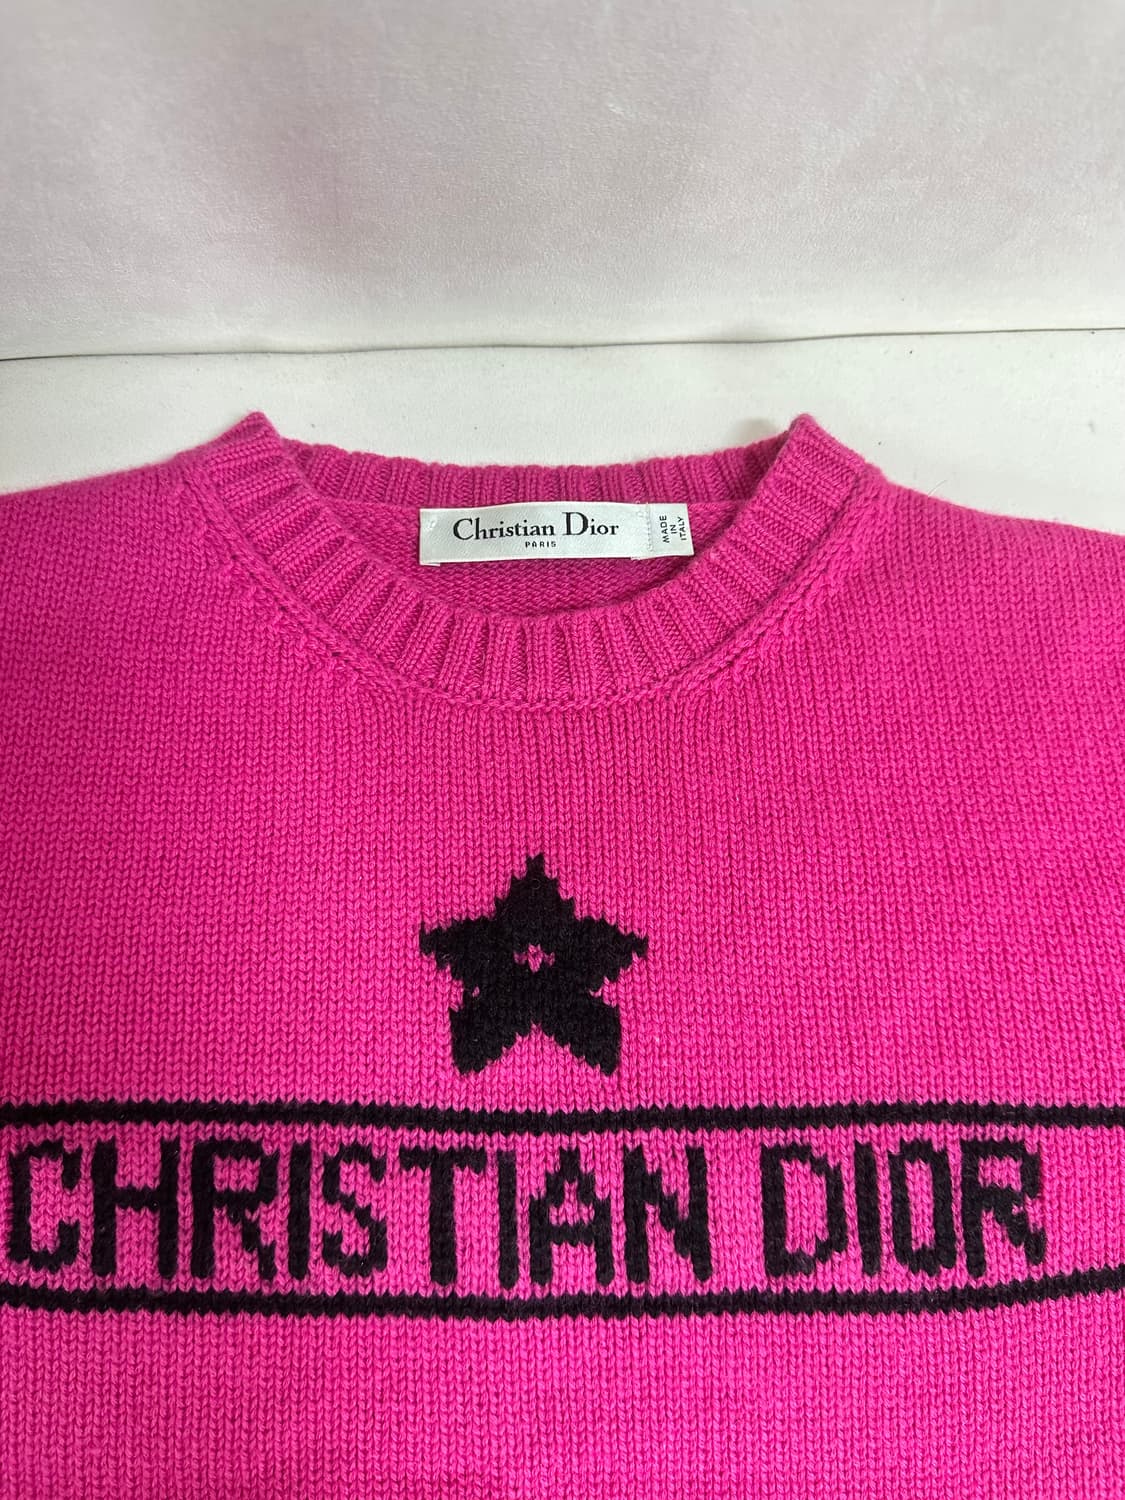 Christian Dior
PARIS
MADE
IN
ITALY
CHRISTIAN DIOR